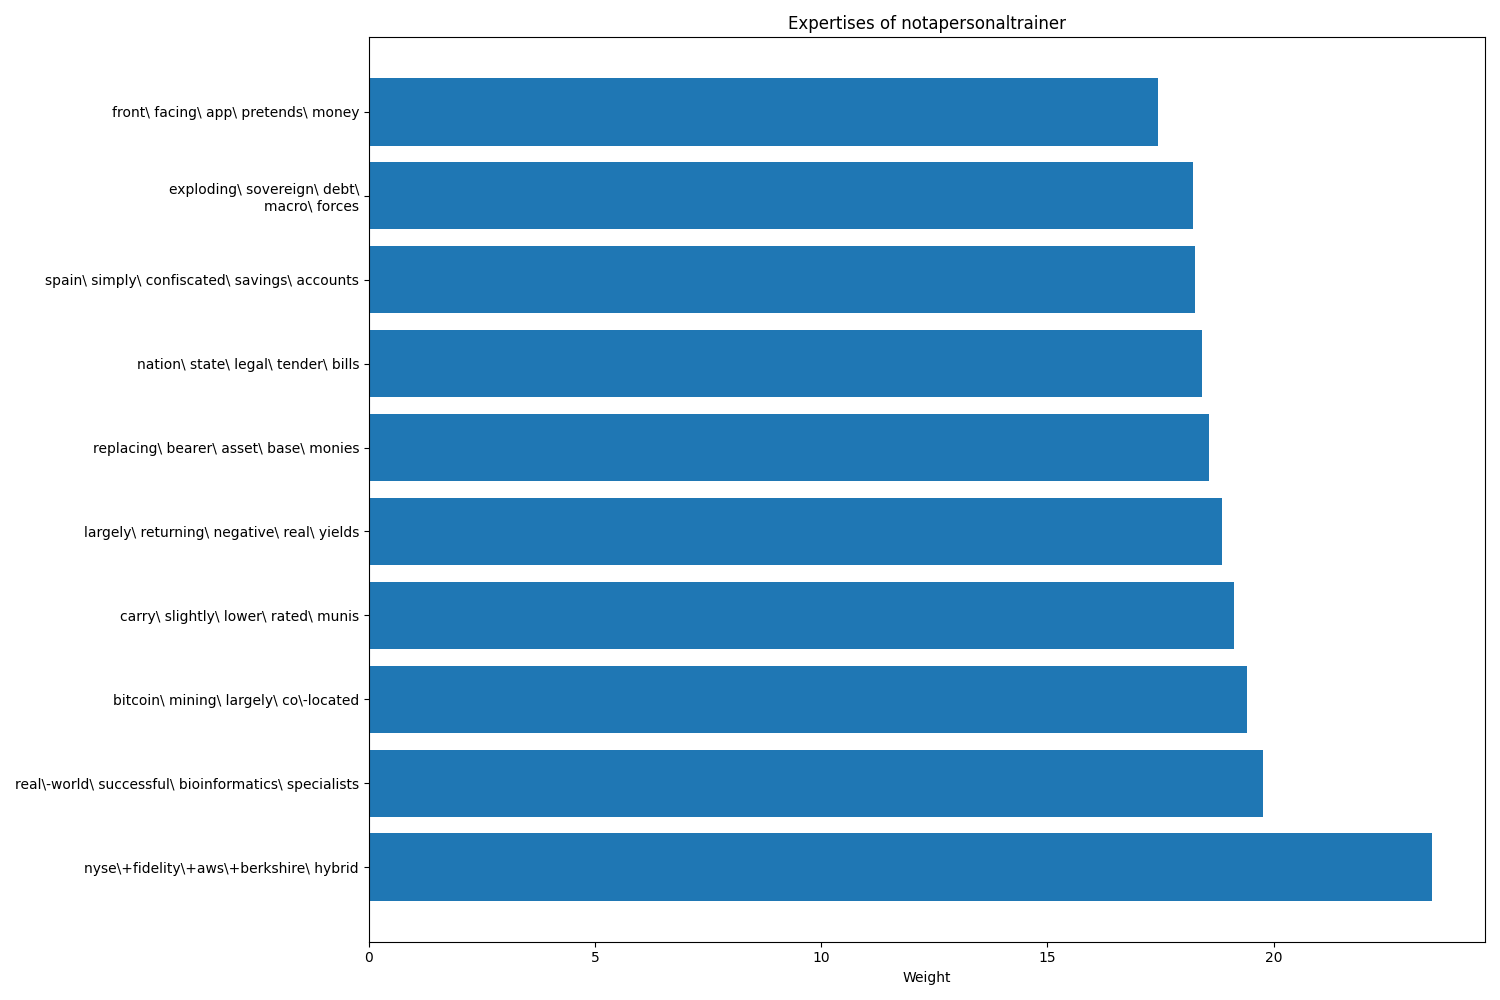 Expertises of notapersonaltrainer
front\ facing\ app\ pretends\ money
exploding\ sovereign\ debt\
macro\ forces
spain\ simply\ confiscated\ savings\ accounts
nation\ state\ legal\ tender\ bills
replacing\ bearer\ asset\ base\ monies
largely\ returning\ negative\ real\ yields
carry\ slightly\ lower\ rated\ munis
bitcoin\ mining\ largely\ co\-located
real\-world\ successful\ bioinformatics\ specialists
nyse\+fidelity\+aws\+berkshire\ hybrid
0 5 10 15 20
Weight